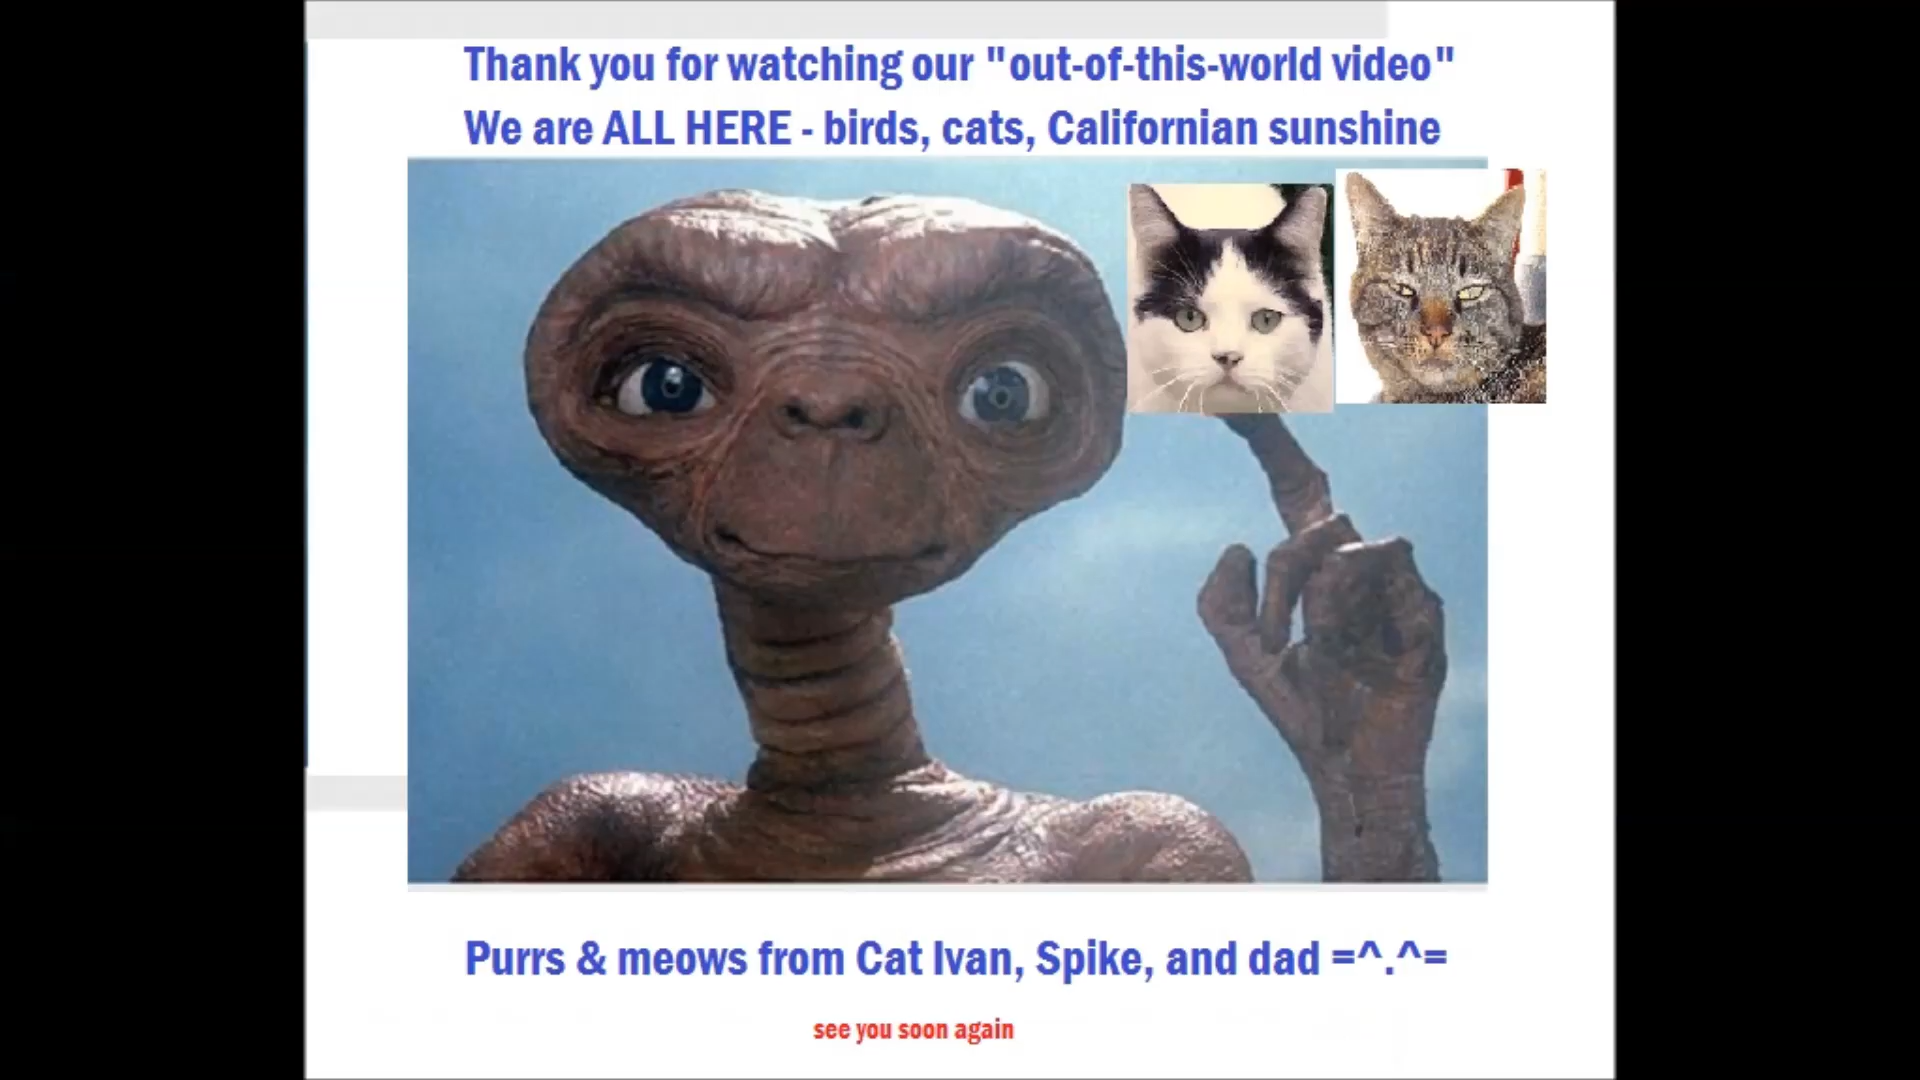 Thank you for watching our "out-of-this-world video"
We are ALL HERE - birds, cats, Californian sunshine
Purrs & meows from Cat Ivan, Spike, and dad =^.^=
see you soon again